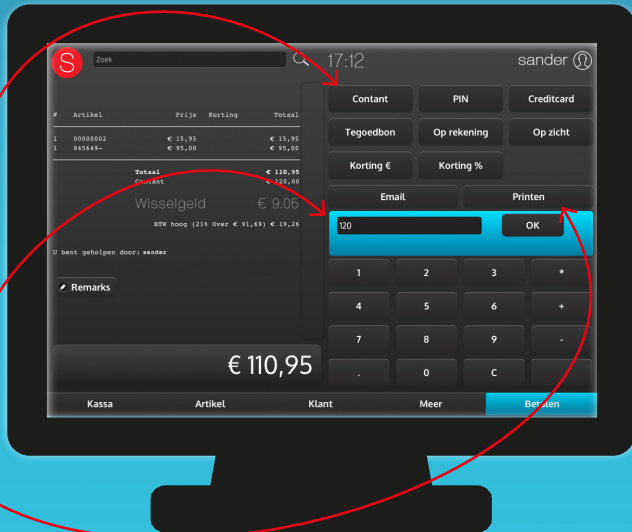 S
Zoek
17:12
sander
# Artikel Prijs Korting Totaal
1 00000002 € 15,95 € 15,95
1 845649- € 95,00 € 95,00
Totaal € 110,95
Contant € 120,00
Wisselgeld € 9.05
BTW hoog (21% Over € 91,69) € 19,26
U bent geholpen door: sander
Remarks
€ 110,95
Contant PIN Creditcard
Tegoedbon Op rekening Op zicht
Korting € Korting %
Email Printen
120 OK
1 2 3 *
4 5 6 +
7 8 9 -
. 0 C
Kassa Artikel Klant Meer Betalen